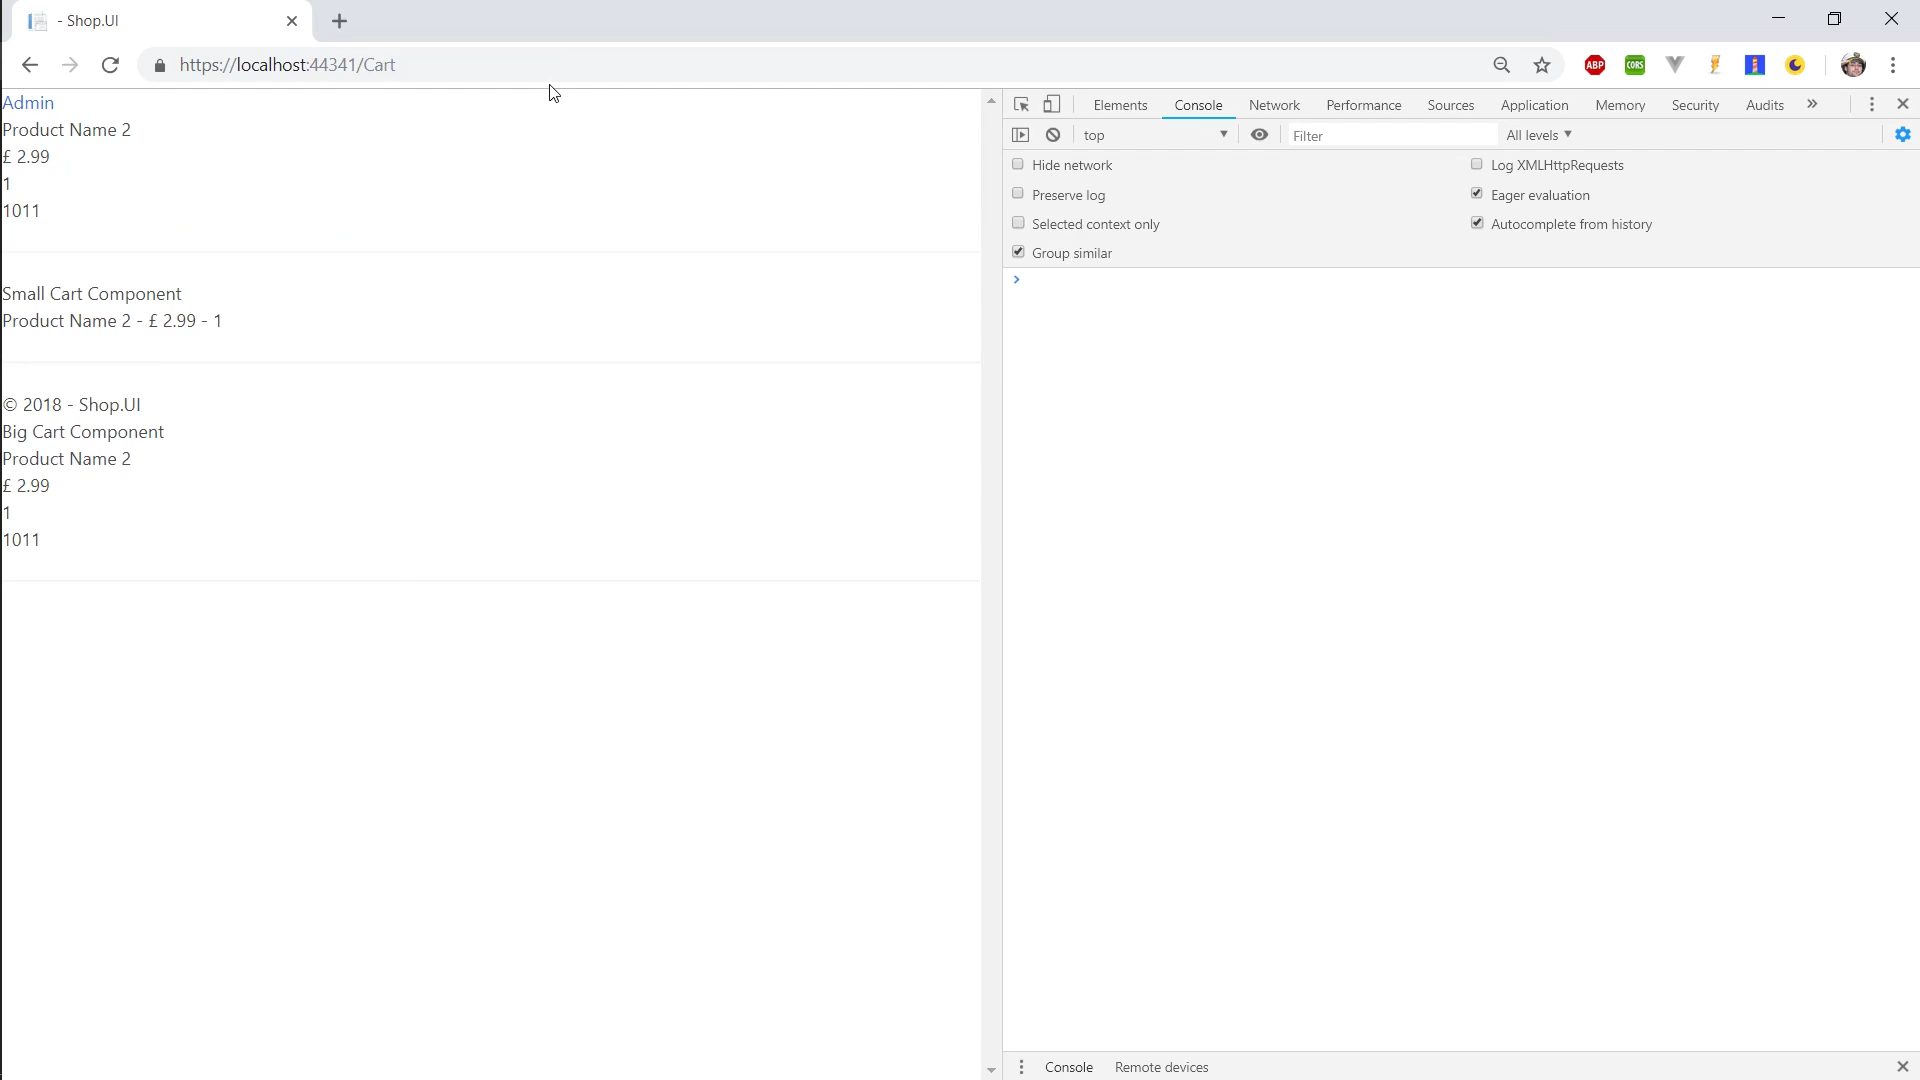 - Shop.UI
https://localhost:44341/Cart
ABP
CORS
Admin
Product Name 2
£ 2.99
1
1011
Small Cart Component
Product Name 2 - £ 2.99 - 1
© 2018 - Shop.UI
Big Cart Component
Product Name 2
£ 2.99
1
1011
Elements Console Network Performance Sources Application Memory Security Audits
top Filter All levels
Hide network Log XMLHttpRequests
Preserve log Eager evaluation
Selected context only Autocomplete from history
Group similar
Console Remote devices